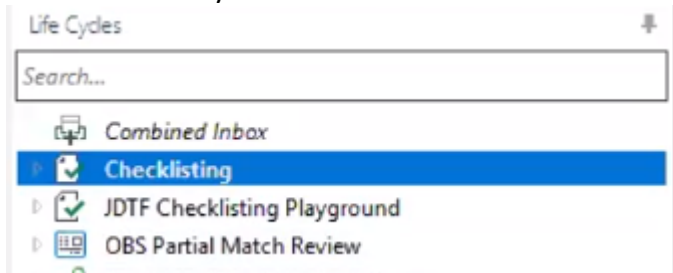 Life Cycles
Search...
Combined Inbox
Checklisting
JDTF Checklisting Playground
OBS Partial Match Review